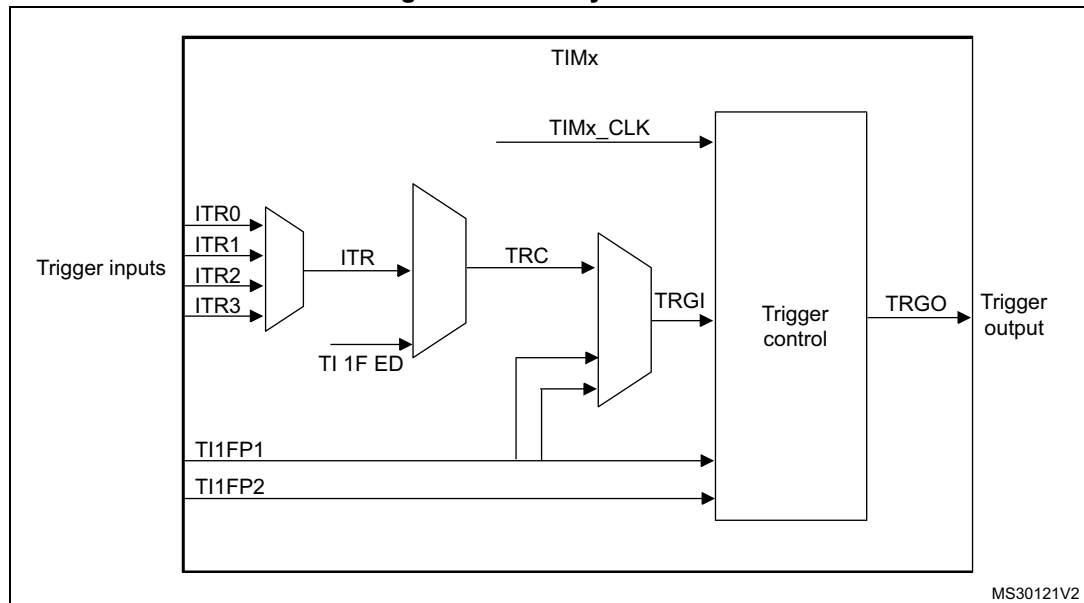 TIMx
TIMx_CLK
ITR0
ITR1
ITR2
ITR3
Trigger inputs
ITR
TRC
TI 1F ED
TRGI
Trigger
control
TRGO
Trigger
output
TI1FP1
TI1FP2
MS30121V2